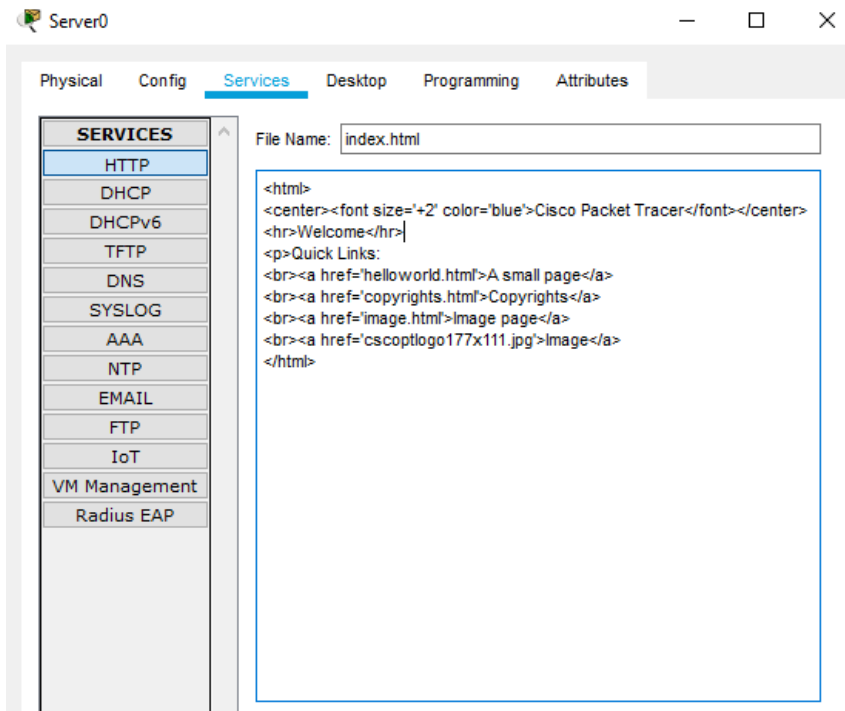 Server0
Physical Config Services Desktop Programming Attributes
SERVICES
HTTP
DHCP
DHCPv6
TFTP
DNS
SYSLOG
AAA
NTP
EMAIL
FTP
IoT
VM Management
Radius EAP
File Name: index.html
<html>
<center><font size='+2' color='blue'>Cisco Packet Tracer</font></center>
<hr>Welcome</hr>
<p>Quick Links:
<br><a href='helloworld.html'>A small page</a>
<br><a href='copyrights.html'>Copyrights</a>
<br><a href='image.html'>Image page</a>
<br><a href='cscoptlogo177x111.jpg'>Image</a>
</html>